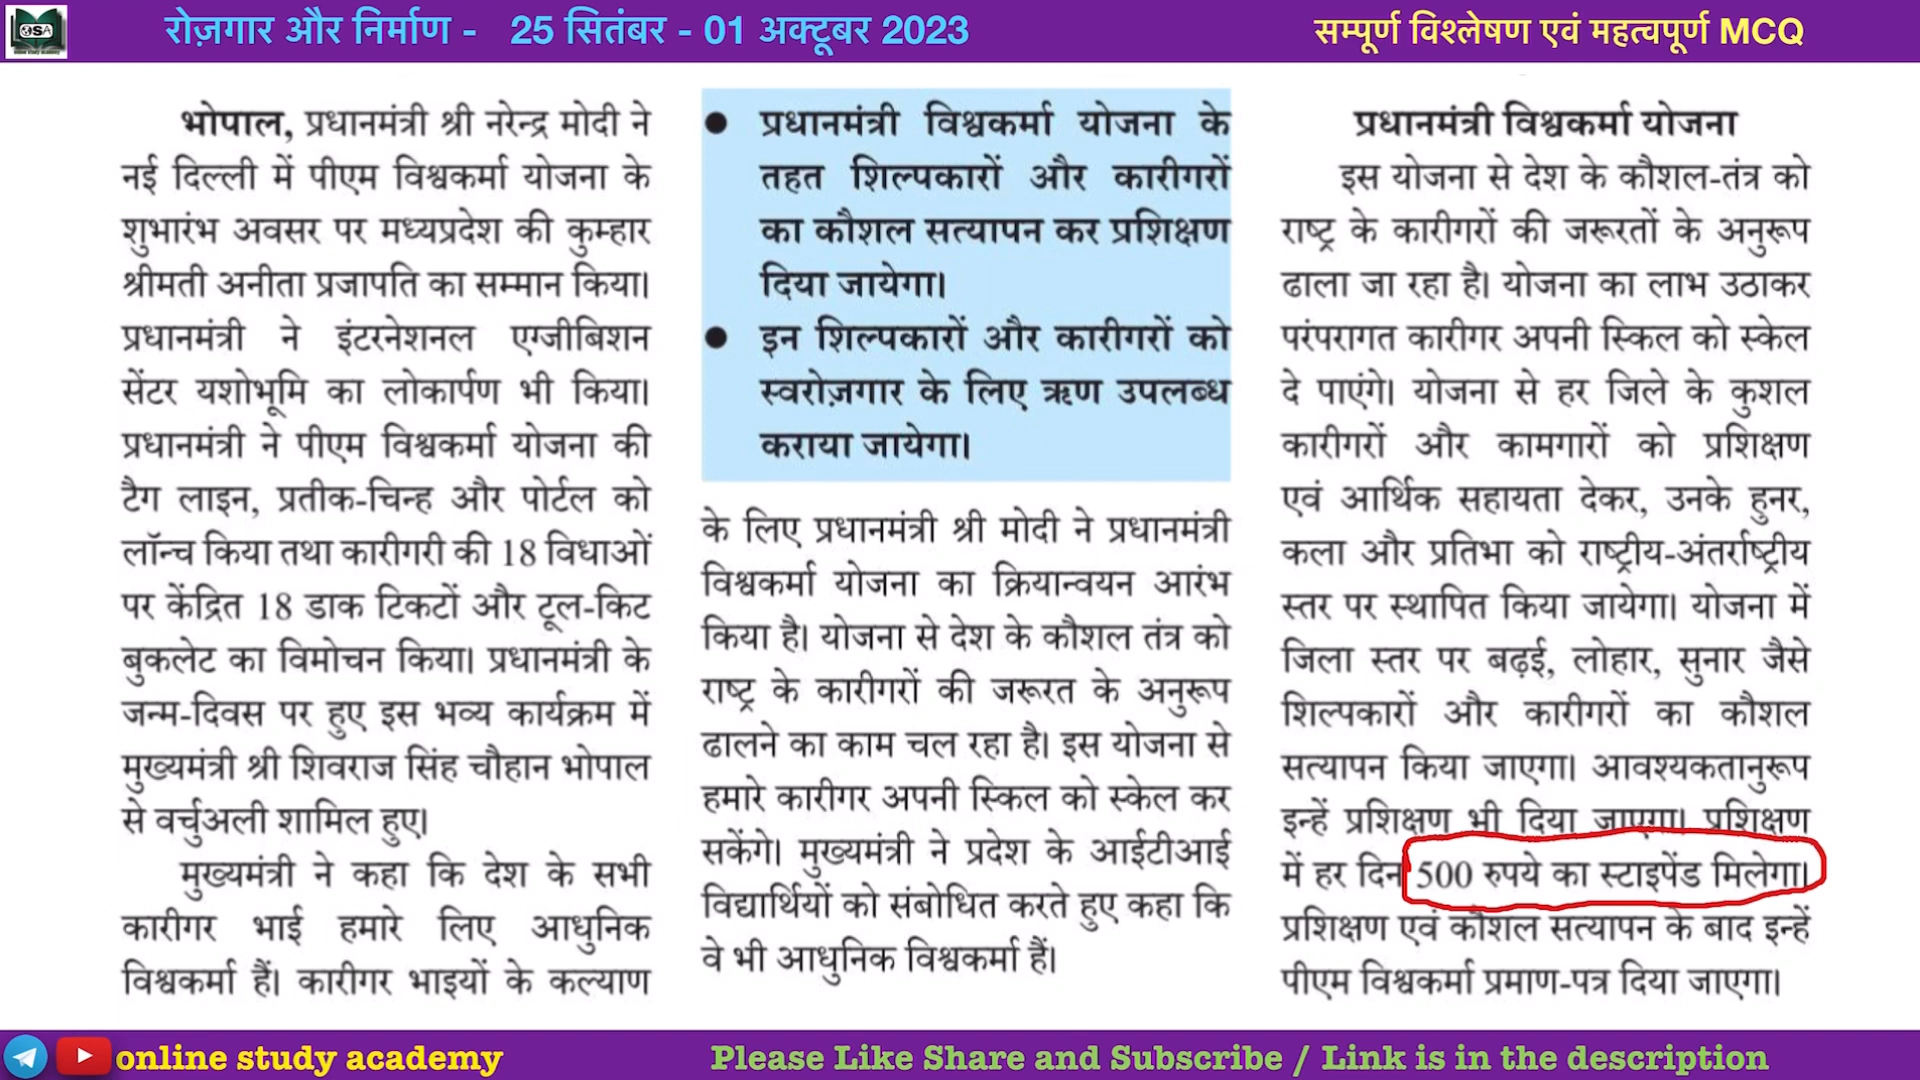 OSA
रोज़गार और निर्माण - 25 सितंबर - 01 अक्टूबर 2023
सम्पूर्ण विश्लेषण एवं महत्वपूर्ण MCQ
भोपाल, प्रधानमंत्री श्री नरेन्द्र मोदी ने
नई दिल्ली में पीएम विश्वकर्मा योजना के
शुभारंभ अवसर पर मध्यप्रदेश की कुम्हार
श्रीमती अनीता प्रजापति का सम्मान किया।
प्रधानमंत्री ने इंटरनेशनल एग्जीबिशन
सेंटर यशोभूमि का लोकार्पण भी किया।
प्रधानमंत्री ने पीएम विश्वकर्मा योजना की
टैग लाइन, प्रतीक-चिन्ह और पोर्टल को
लॉन्च किया तथा कारीगरी की 18 विधाओं
पर केंद्रित 18 डाक टिकटों और टूल-किट
बुकलेट का विमोचन किया। प्रधानमंत्री के
जन्म-दिवस पर हुए इस भव्य कार्यक्रम में
मुख्यमंत्री श्री शिवराज सिंह चौहान भोपाल
से वर्चुअली शामिल हुए।
मुख्यमंत्री ने कहा कि देश के सभी
कारीगर भाई हमारे लिए आधुनिक
विश्वकर्मा हैं। कारीगर भाइयों के कल्याण
● प्रधानमंत्री विश्वकर्मा योजना के
तहत शिल्पकारों और कारीगरों
का कौशल सत्यापन कर प्रशिक्षण
दिया जायेगा।
● इन शिल्पकारों और कारीगरों को
स्वरोज़गार के लिए ऋण उपलब्ध
कराया जायेगा।
के लिए प्रधानमंत्री श्री मोदी ने प्रधानमंत्री
विश्वकर्मा योजना का क्रियान्वयन आरंभ
किया है। योजना से देश के कौशल तंत्र को
राष्ट्र के कारीगरों की जरूरत के अनुरूप
ढालने का काम चल रहा है। इस योजना से
हमारे कारीगर अपनी स्किल को स्केल कर
सकेंगे। मुख्यमंत्री ने प्रदेश के आईटीआई
विद्यार्थियों को संबोधित करते हुए कहा कि
वे भी आधुनिक विश्वकर्मा हैं।
प्रधानमंत्री विश्वकर्मा योजना
इस योजना से देश के कौशल-तंत्र को
राष्ट्र के कारीगरों की जरूरतों के अनुरूप
ढाला जा रहा है। योजना का लाभ उठाकर
परंपरागत कारीगर अपनी स्किल को स्केल
दे पाएंगे। योजना से हर जिले के कुशल
कारीगरों और कामगारों को प्रशिक्षण
एवं आर्थिक सहायता देकर, उनके हुनर,
कला और प्रतिभा को राष्ट्रीय-अंतर्राष्ट्रीय
स्तर पर स्थापित किया जायेगा। योजना में
जिला स्तर पर बढ़ई, लोहार, सुनार जैसे
शिल्पकारों और कारीगरों का कौशल
सत्यापन किया जाएगा। आवश्यकतानुरूप
इन्हें प्रशिक्षण भी दिया जाएगा। प्रशिक्षण
में हर दिन 500 रुपये का स्टाइपेंड मिलेगा।
प्रशिक्षण एवं कौशल सत्यापन के बाद इन्हें
पीएम विश्वकर्मा प्रमाण-पत्र दिया जाएगा।
online study academy
Please Like Share and Subscribe / Link is in the description